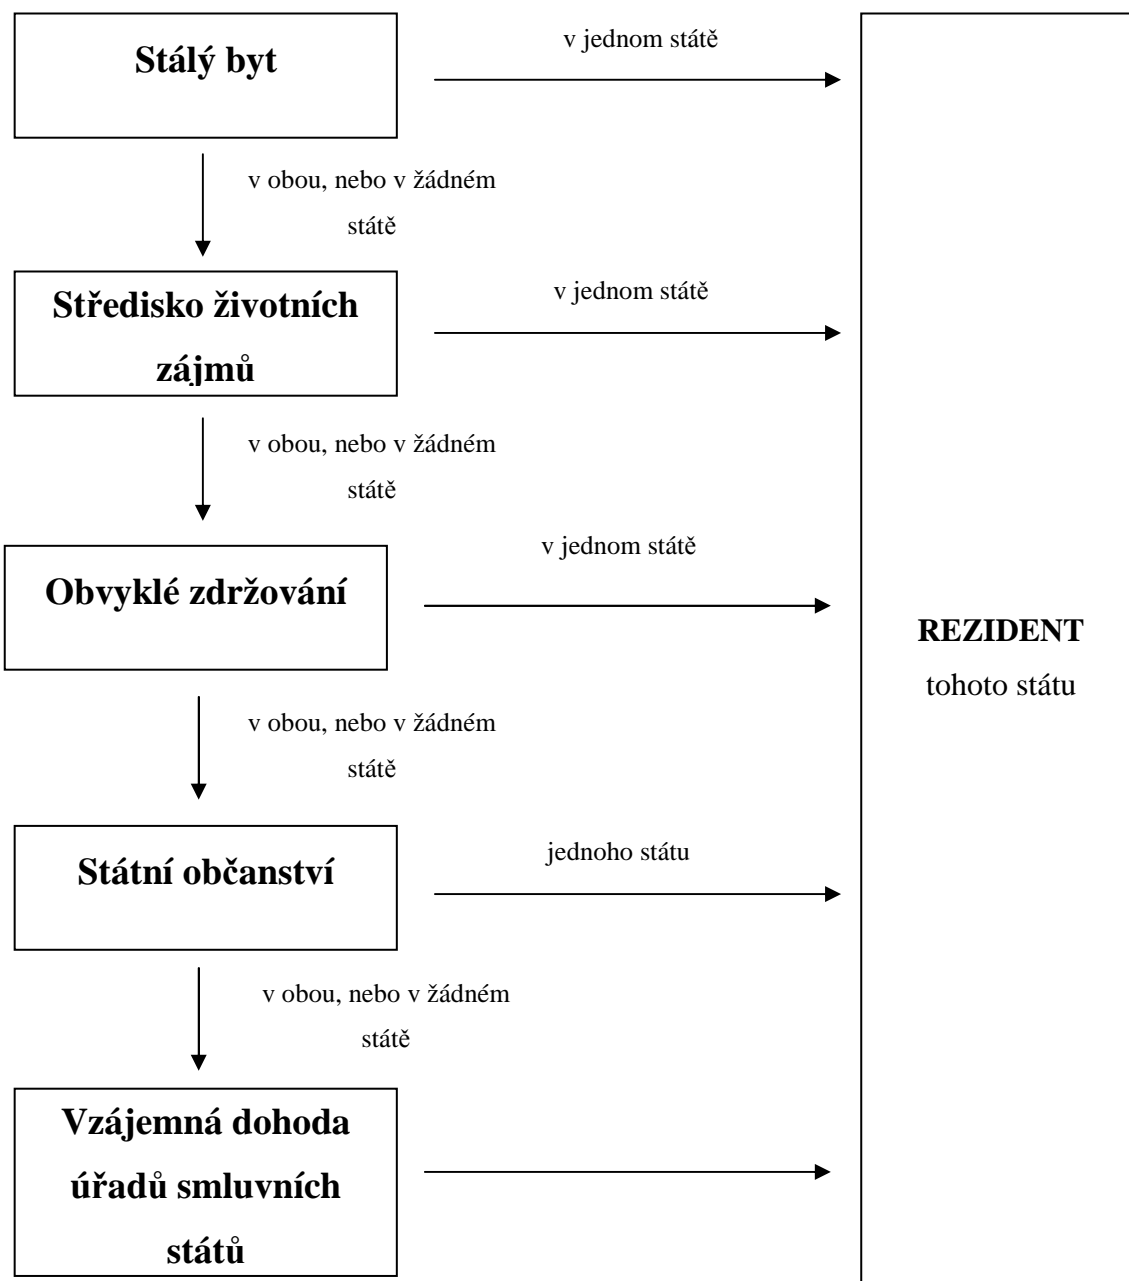 Stálý byt
v jednom státě
v obou, nebo v žádném
státě
Středisko životních
zájmů
v jednom státě
v obou, nebo v žádném
státě
Obvyklé zdržování
v jednom státě
REZIDENT
tohoto státu
v obou, nebo v žádném
státě
Státní občanství
jednoho státu
v obou, nebo v žádném
státě
Vzájemná dohoda
úřadů smluvních
států